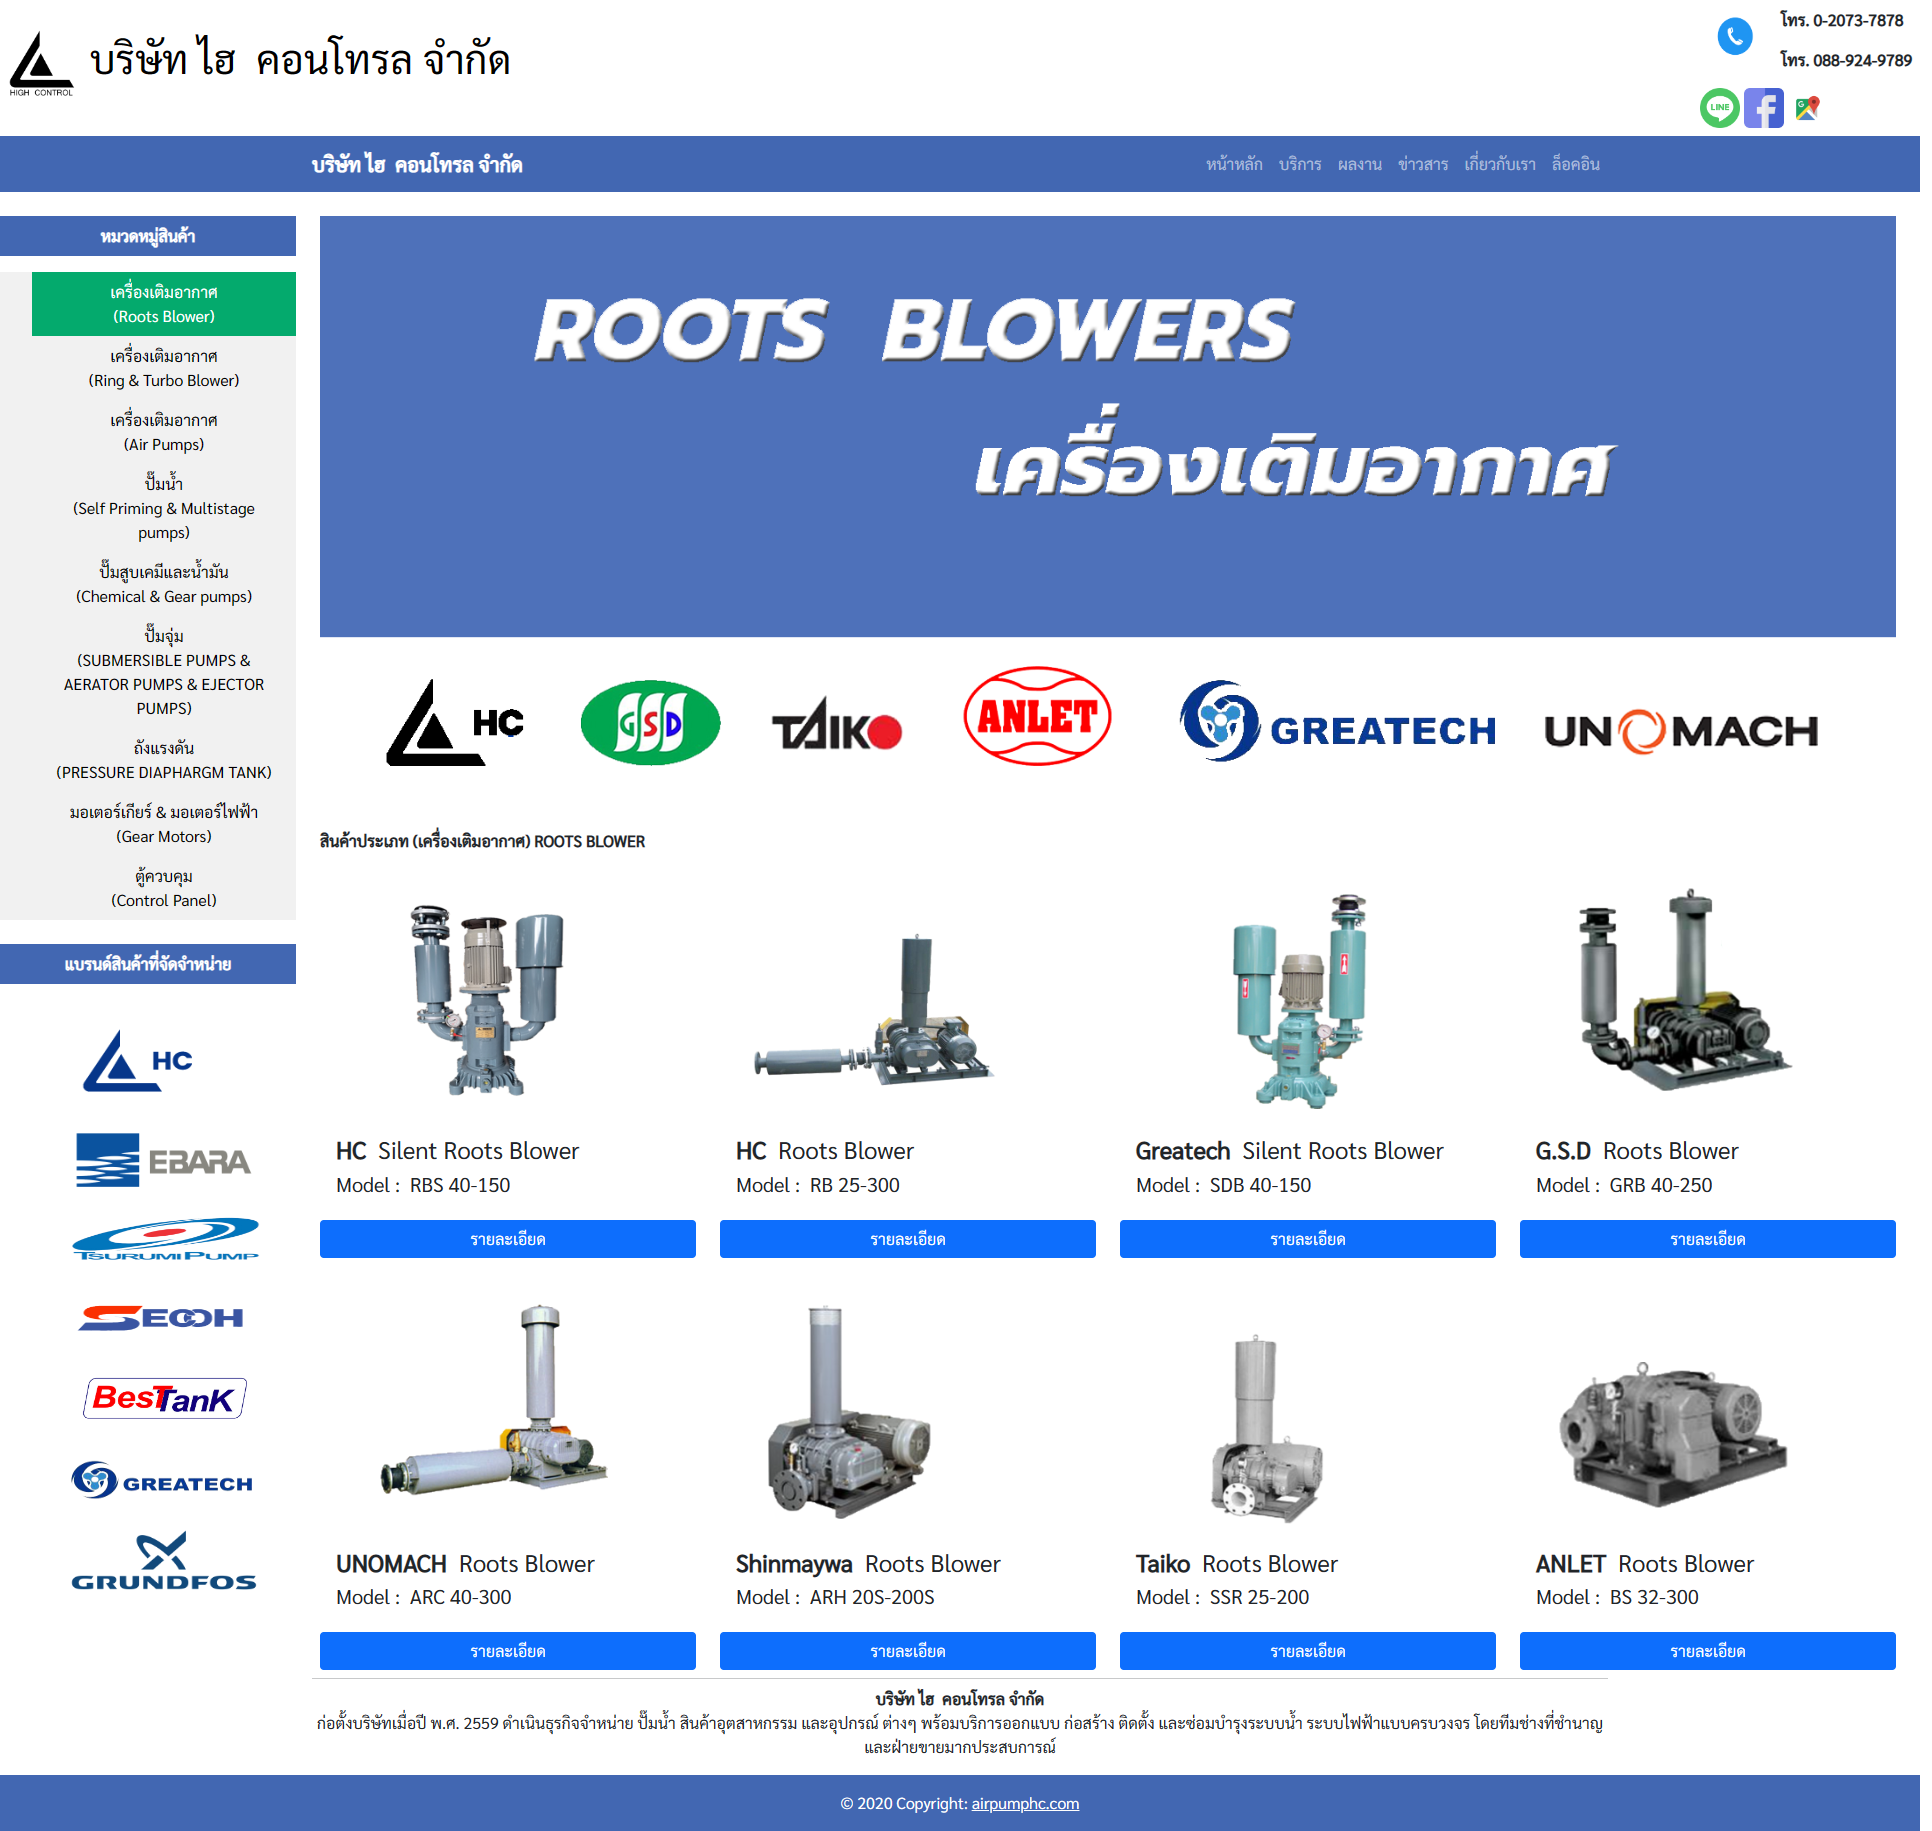 HIGH CONTROL
บริษัท ไฮ คอนโทรล จำกัด
โทร. 0-2073-7878
โทร. 088-924-9789
LINE
บริษัท ไฮ คอนโทรล จำกัด
หน้าหลัก บริการ ผลงาน ข่าวสาร เกี่ยวกับเรา ล็อคอิน
หมวดหมู่สินค้า
เครื่องเติมอากาศ
(Roots Blower)
เครื่องเติมอากาศ
(Ring & Turbo Blower)
เครื่องเติมอากาศ
(Air Pumps)
ปั๊มน้ำ
(Self Priming & Multistage
pumps)
ปั๊มสูบเคมีและน้ำมัน
(Chemical & Gear pumps)
ปั๊มจุ่ม
(SUBMERSIBLE PUMPS &
AERATOR PUMPS & EJECTOR
PUMPS)
ถังแรงดัน
(PRESSURE DIAPHARGM TANK)
มอเตอร์เกียร์ & มอเตอร์ไฟฟ้า
(Gear Motors)
ตู้ควบคุม
(Control Panel)
แบรนด์สินค้าที่จัดจำหน่าย
HC
EBARA
TSURUMI PUMP
SECOH
BesTanK
GREATECH
GRUNDFOS
ROOTS BLOWERS
เครื่องเติมอากาศ
HC GSD TAIKO ANLET GREATECH UNOMACH
สินค้าประเภท (เครื่องเติมอากาศ) ROOTS BLOWER
HC Silent Roots Blower
Model : RBS 40-150
รายละเอียด
HC Roots Blower
Model : RB 25-300
รายละเอียด
Greatech Silent Roots Blower
Model : SDB 40-150
รายละเอียด
G.S.D Roots Blower
Model : GRB 40-250
รายละเอียด
UNOMACH Roots Blower
Model : ARC 40-300
รายละเอียด
Shinmaywa Roots Blower
Model : ARH 20S-200S
รายละเอียด
Taiko Roots Blower
Model : SSR 25-200
รายละเอียด
ANLET Roots Blower
Model : BS 32-300
รายละเอียด
บริษัท ไฮ คอนโทรล จำกัด
ก่อตั้งบริษัทเมื่อปี พ.ศ. 2559 ดำเนินธุรกิจจำหน่าย ปั๊มน้ำ สินค้าอุตสาหกรรม และอุปกรณ์ ต่างๆ พร้อมบริการออกแบบ ก่อสร้าง ติดตั้ง และซ่อมบำรุงระบบน้ำ ระบบไฟฟ้าแบบครบวงจร โดยทีมช่างที่ชำนาญ
และฝ่ายขายมากประสบการณ์
© 2020 Copyright: airpumphc.com